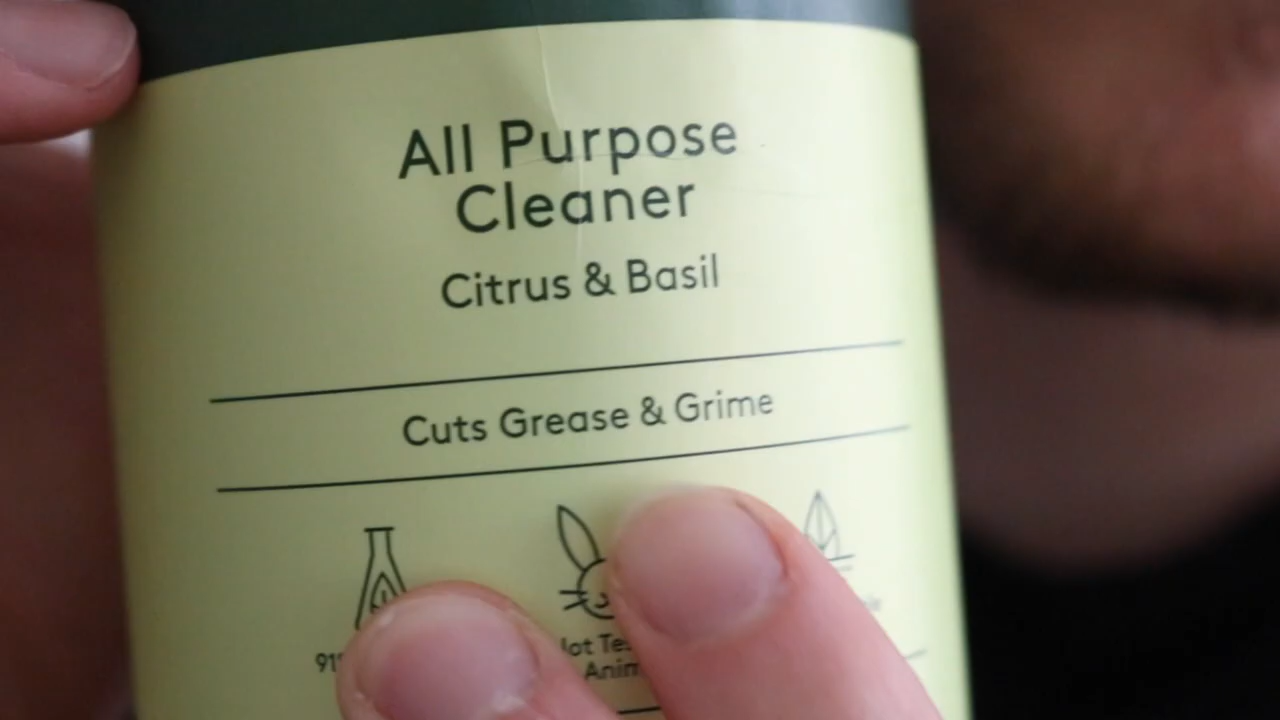 All Purpose
Cleaner
Citrus & Basil
Cuts Grease & Grime